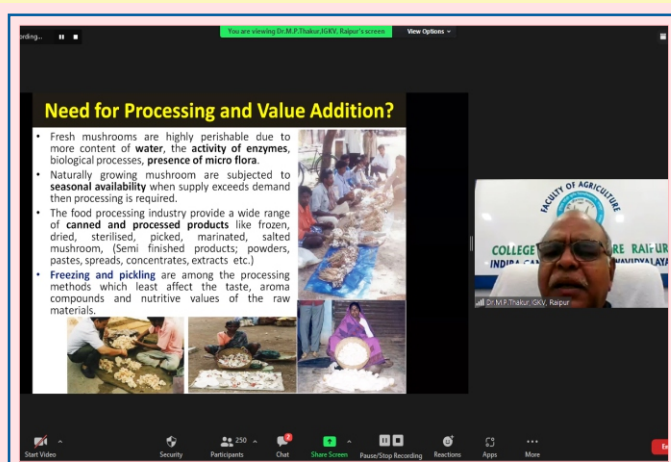 ording...
You are viewing Dr.M.P.Thakur,IGKV, Raipur's screen
View Options
Need for Processing and Value Addition?
• Fresh mushrooms are highly perishable due to
more content of water, the activity of enzymes,
biological processes, presence of micro flora.
• Naturally growing mushroom are subjected to
seasonal availability when supply exceeds demand
then processing is required.
• The food processing industry provide a wide range
of canned and processed products like frozen,
dried, sterilised, picked, marinated, salted
mushroom, (Semi finished products; powders,
pastes, spreads, concentrates, extracts etc.)
• Freezing and pickling are among the processing
methods which least affect the taste, aroma
compounds and nutritive values of the raw
materials.
FACULTY OF AGRICULTURE
COLLEGE
RE RAIPUR
INDIRA
Dr.M.P.Thakur, IGKV, Raipur
Start Video
Security
250
Participants
2
Chat
Share Screen
Pause/Stop Recording
Reactions
Apps
More